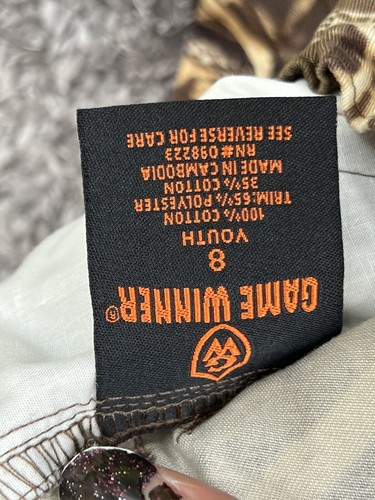 GAME WINNER®
8
YOUTH
100% COTTON
TRIM:65% POLYESTER
35% COTTON
MADE IN CAMBODIA
RN#098223
SEE REVERSE FOR CARE